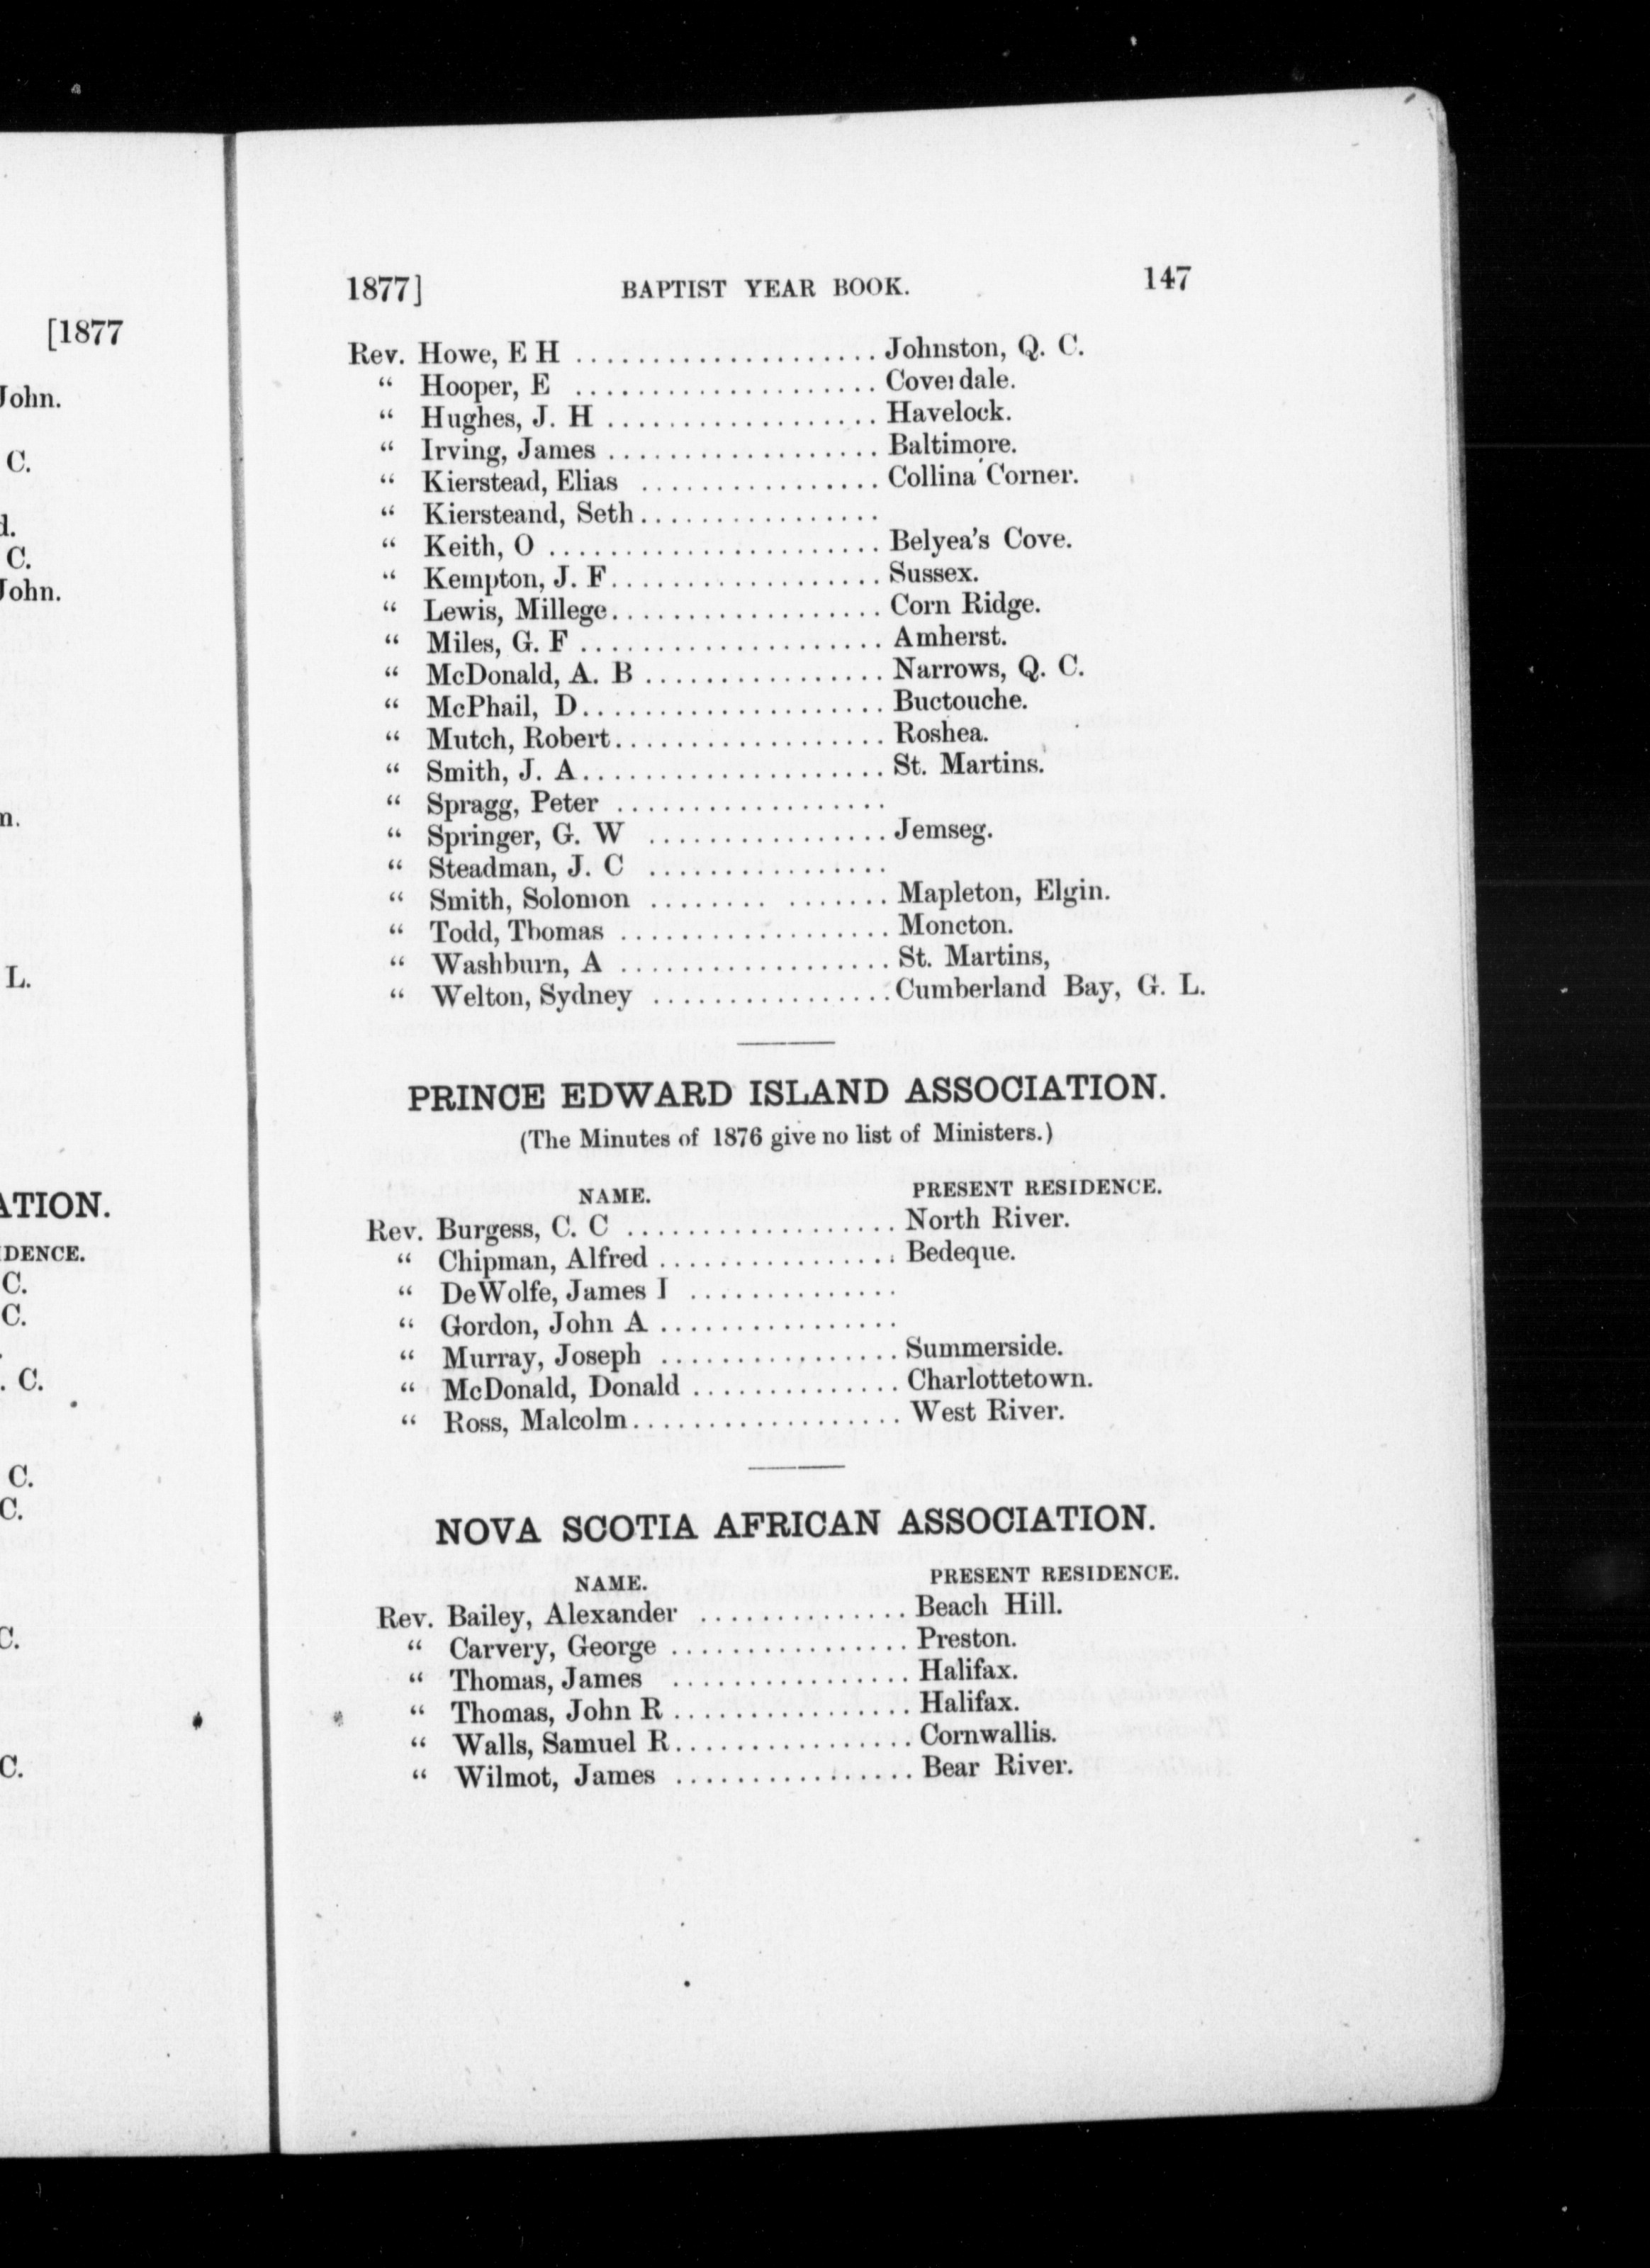 [1877
John.
C.
d.
C.
John.
n.
L.
ATION.
IDENCE.
C.
C.
. C.
C.
C.
C.
C.
1877] BAPTIST YEAR BOOK. 147
Rev. Howe, E H .................... Johnston, Q. C.
“ Hooper, E .................... Coverdale.
“ Hughes, J. H .................. Havelock.
“ Irving, James .................. Baltimore.
“ Kierstead, Elias ................ Collina Corner.
“ Kiersteand, Seth................
“ Keith, O ...................... Belyea's Cove.
“ Kempton, J. F.................. Sussex.
“ Lewis, Millege.................. Corn Ridge.
“ Miles, G. F .................... Amherst.
“ McDonald, A. B ................ Narrows, Q. C.
“ McPhail, D.................... Buctouche.
“ Mutch, Robert.................. Roshea.
“ Smith, J. A.................... St. Martins.
“ Spragg, Peter ..................
“ Springer, G. W ................ Jemseg.
“ Steadman, J. C ................
“ Smith, Solomon ........ ....... Mapleton, Elgin.
“ Todd, Thomas .................. Moncton.
“ Washburn, A .................. St. Martins,
“ Welton, Sydney ................ Cumberland Bay, G. L.
PRINCE EDWARD ISLAND ASSOCIATION.
(The Minutes of 1876 give no list of Ministers.)
NAME. PRESENT RESIDENCE.
Rev. Burgess, C. C .................. North River.
“ Chipman, Alfred ................ Bedeque.
“ DeWolfe, James I ..............
“ Gordon, John A ................
“ Murray, Joseph ................ Summerside.
“ McDonald, Donald .............. Charlottetown.
“ Ross, Malcolm.................. West River.
NOVA SCOTIA AFRICAN ASSOCIATION.
NAME. PRESENT RESIDENCE.
Rev. Bailey, Alexander .............. Beach Hill.
“ Carvery, George ................ Preston.
“ Thomas, James ................ Halifax.
“ Thomas, John R ................ Halifax.
“ Walls, Samuel R................ Cornwallis.
“ Wilmot, James ................ Bear River.